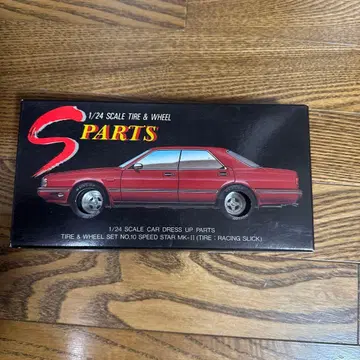 1/24 SCALE TIRE & WHEEL
S PARTS
1/24 SCALE CAR DRESS UP PARTS
TIRE & WHEEL SET NO.10 SPEED STAR MK-II (TIRE : RACING SLICK)